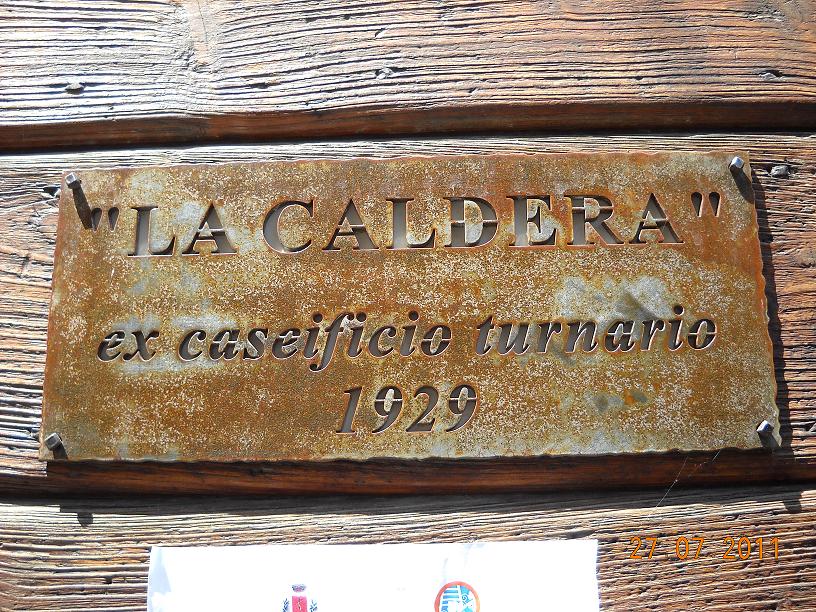 "LA CALDERA"
ex caseificio turnario
1929
27.07.2011